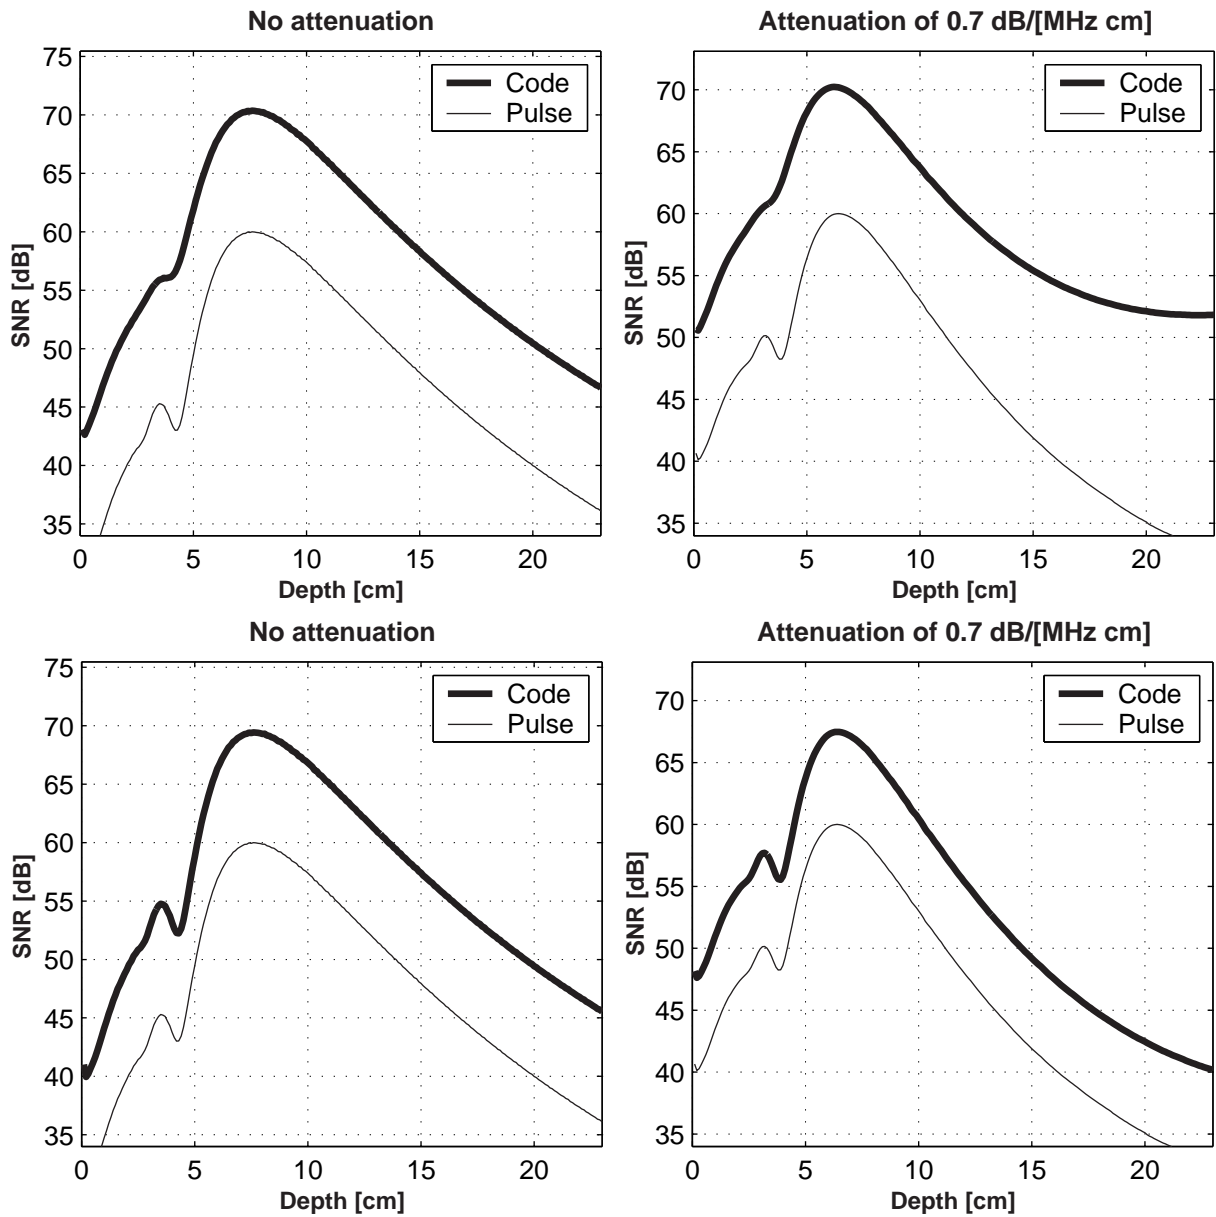 No attenuation
75
70
65
60
55
50
45
40
35
SNR [dB]
Code
Pulse
0 5 10 15 20
Depth [cm]
Attenuation of 0.7 dB/[MHz cm]
70
65
60
55
50
45
40
35
SNR [dB]
Code
Pulse
0 5 10 15 20
Depth [cm]
No attenuation
75
70
65
60
55
50
45
40
35
SNR [dB]
Code
Pulse
0 5 10 15 20
Depth [cm]
Attenuation of 0.7 dB/[MHz cm]
70
65
60
55
50
45
40
35
SNR [dB]
Code
Pulse
0 5 10 15 20
Depth [cm]